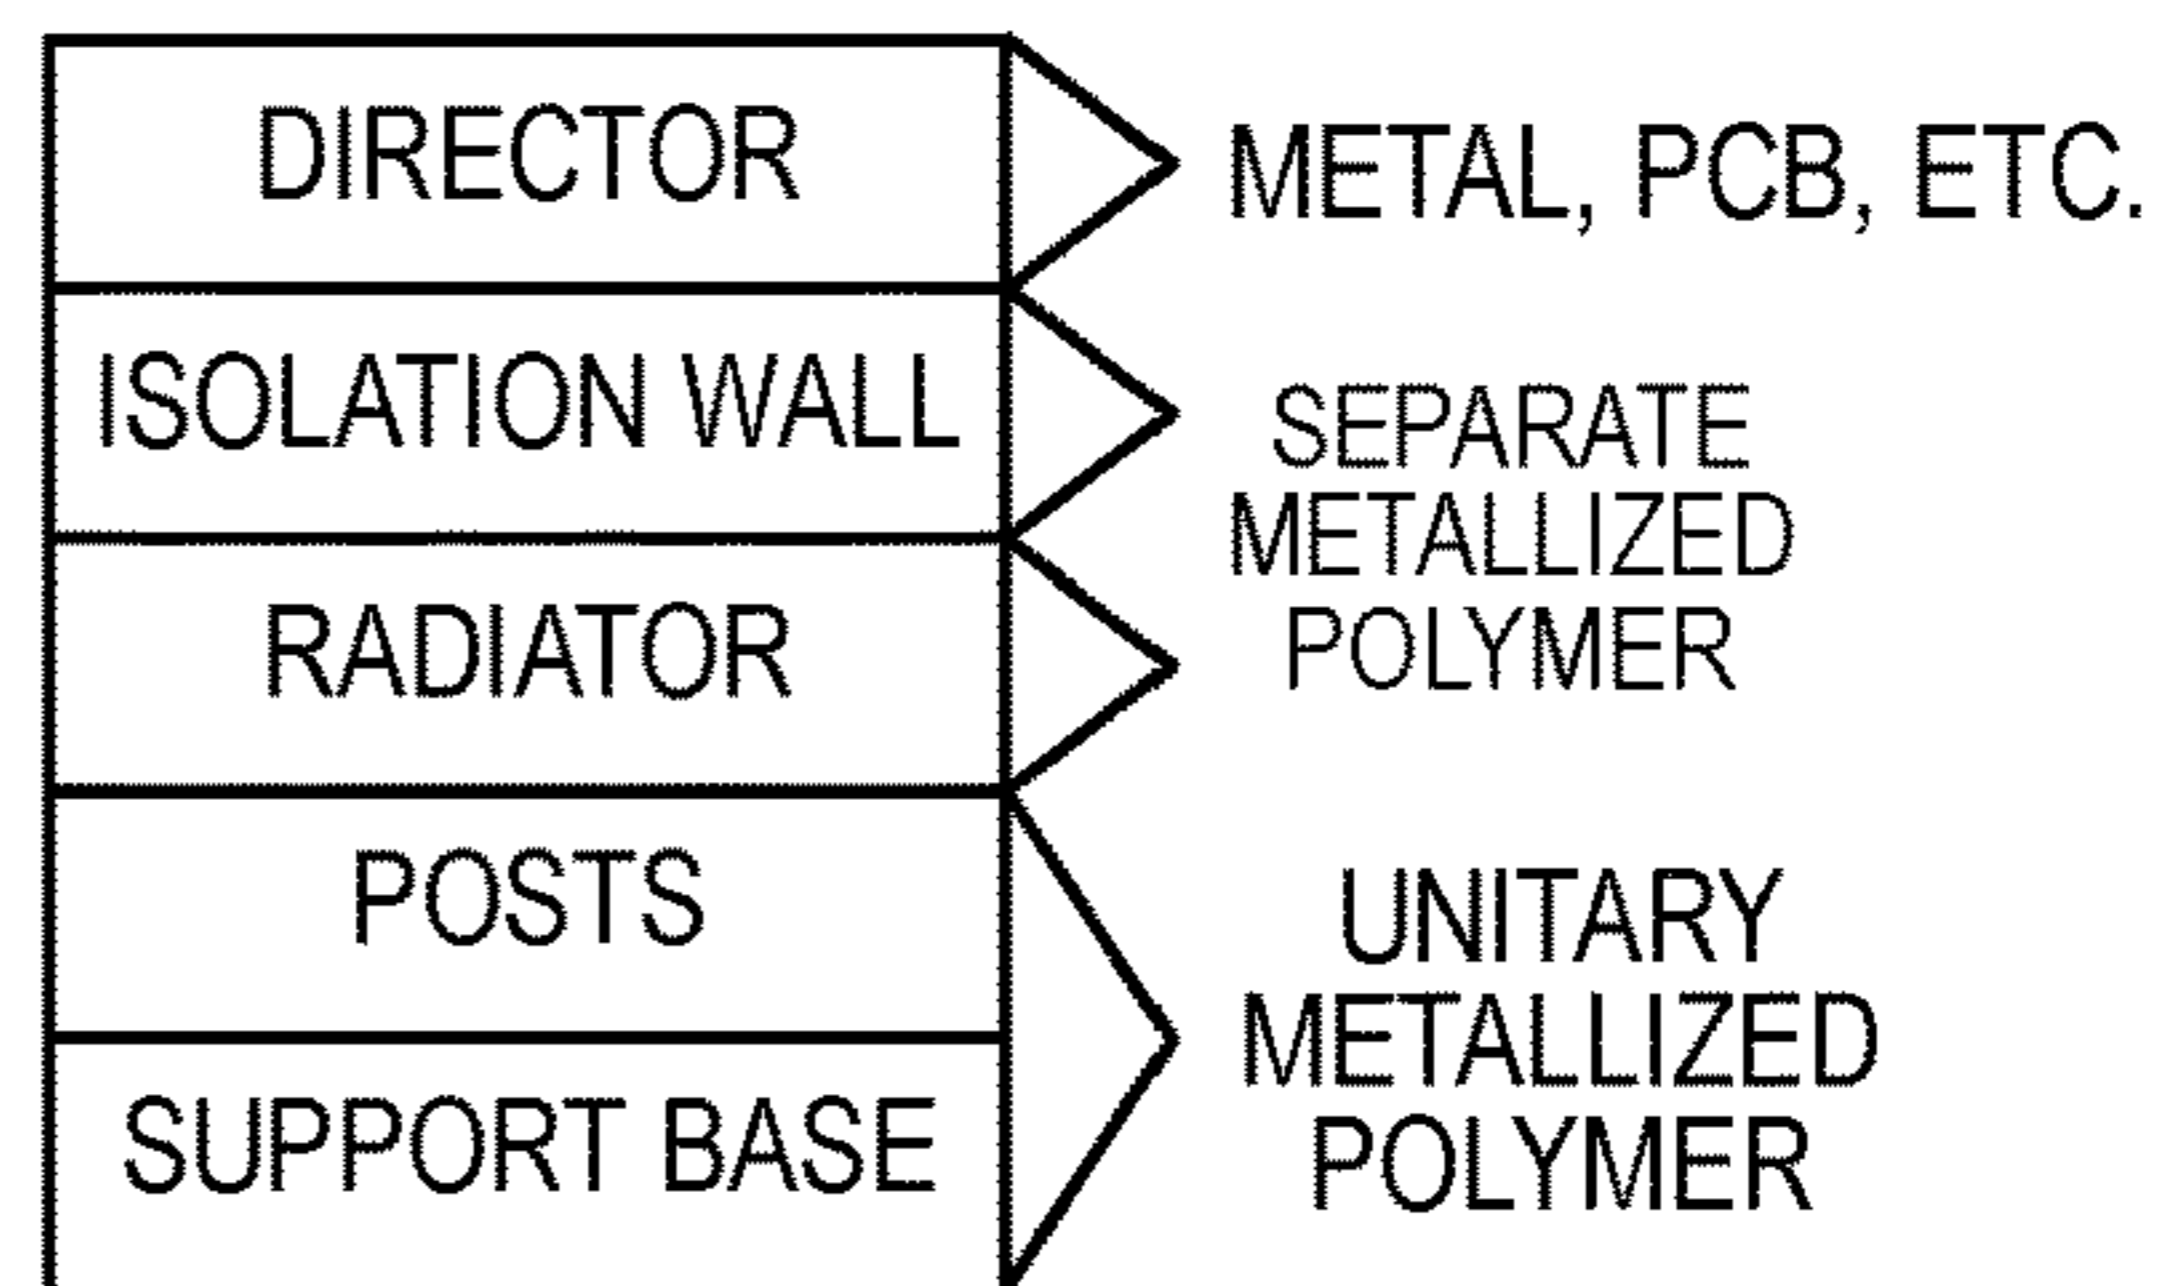 DIRECTOR
METAL, PCB, ETC.
ISOLATION WALL
SEPARATE
METALLIZED
POLYMER
RADIATOR
POSTS
SUPPORT BASE
UNITARY
METALLIZED
POLYMER